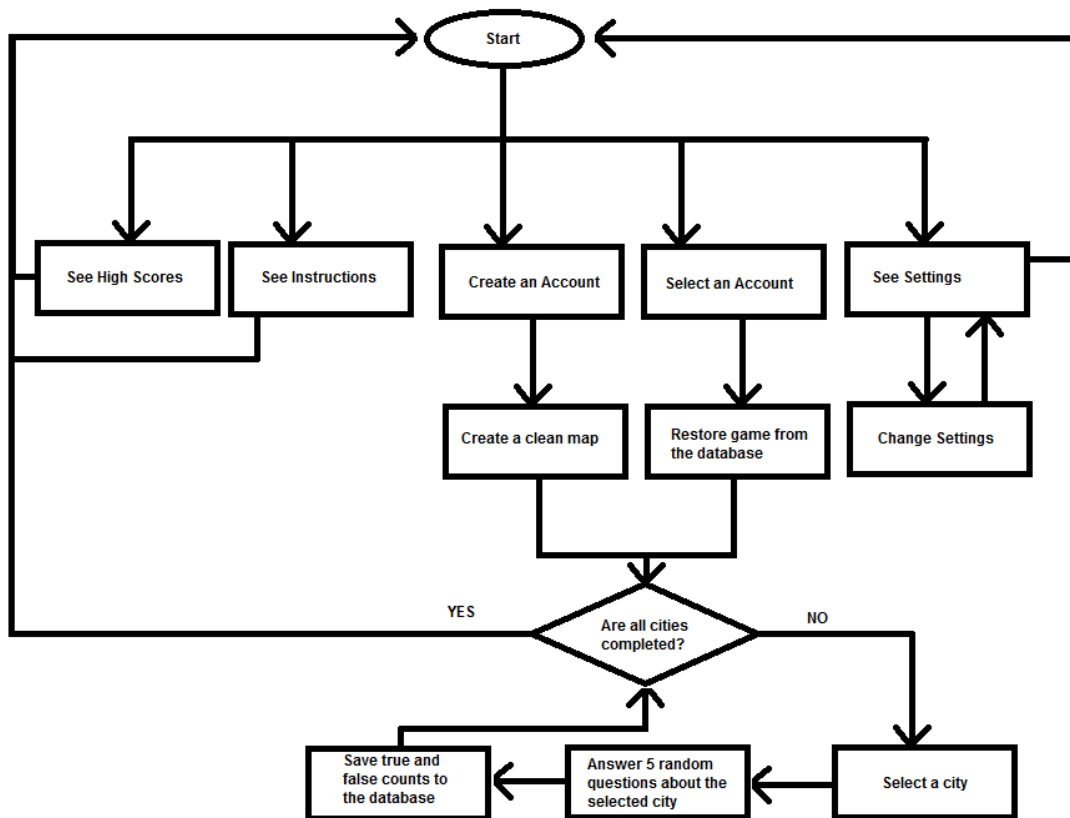 Start
See High Scores
See Instructions
Create an Account
Select an Account
See Settings
Create a clean map
Restore game from
the database
Change Settings
YES
Are all cities
completed?
NO
Save true and
false counts to
the database
Answer 5 random
questions about the
selected city
Select a city